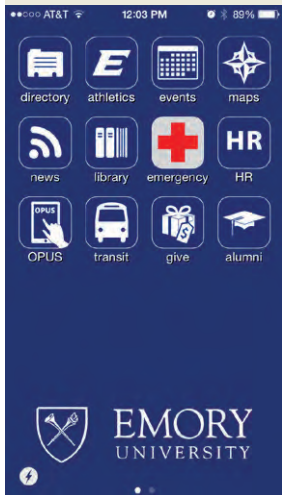 AT&T 12:03 PM 89%
directory athletics events maps
HR
news library emergency HR
OPUS
OPUS transit give alumni
EMORY
UNIVERSITY